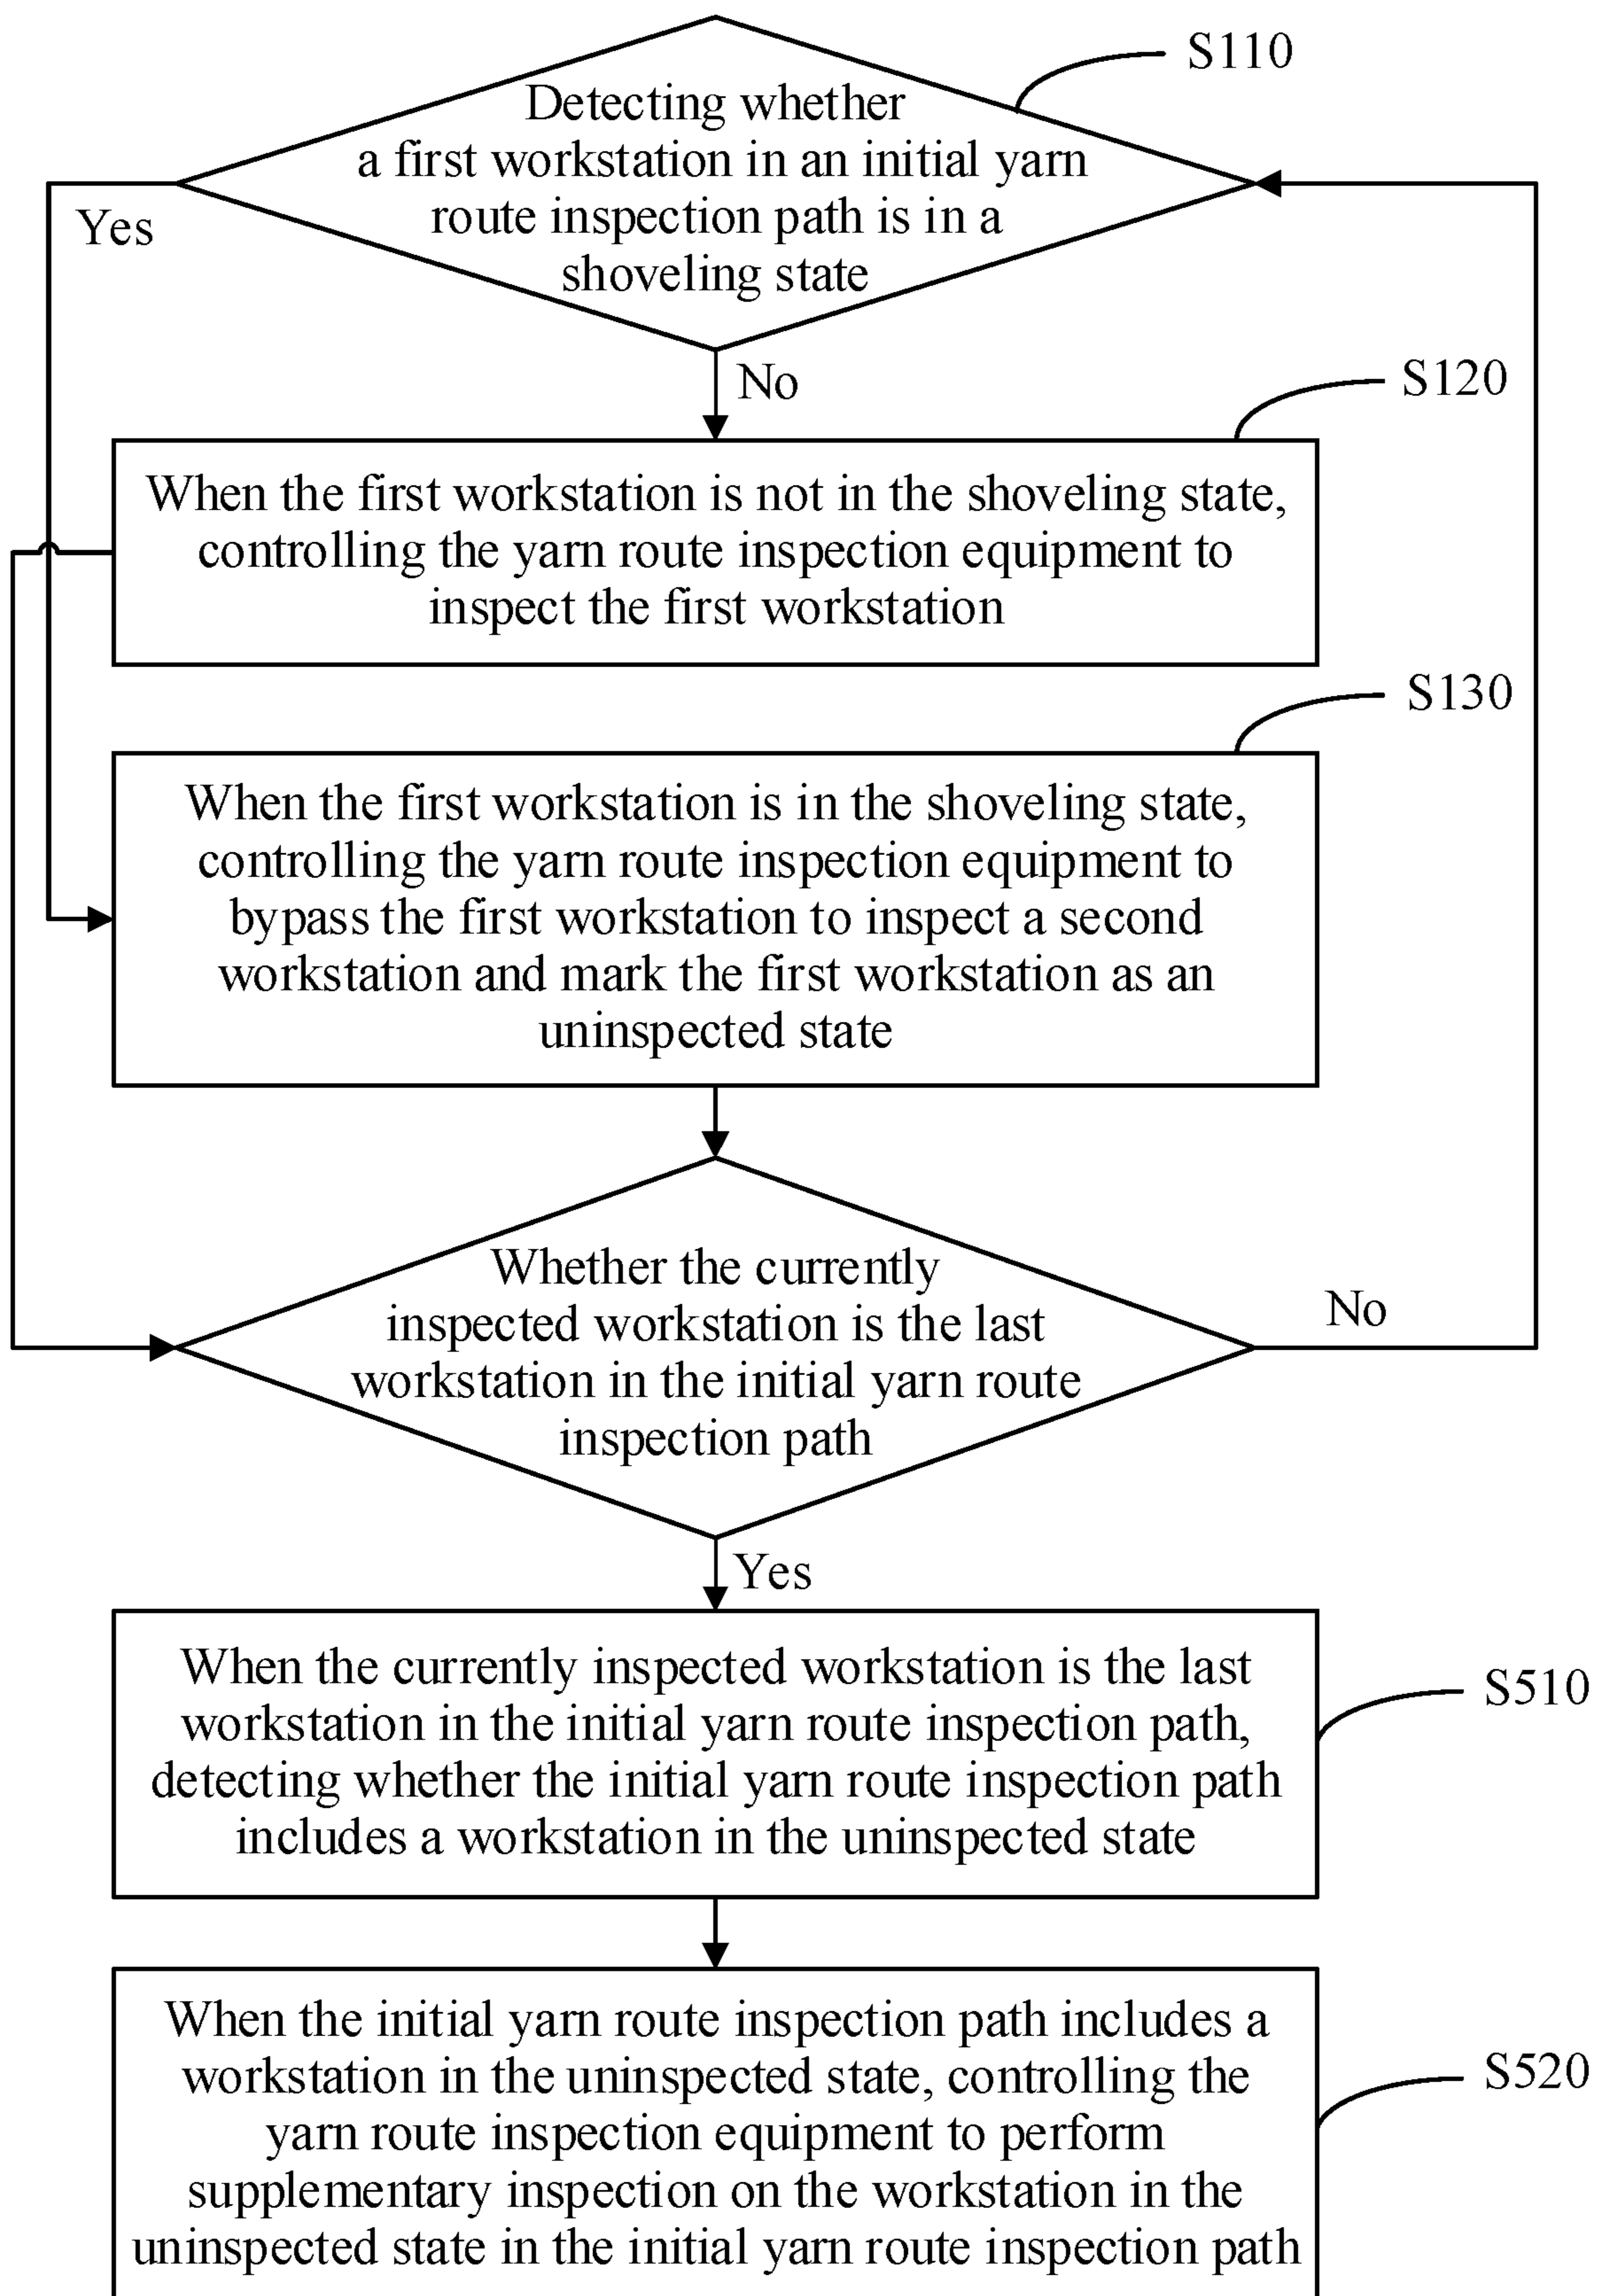 S110
Detecting whether
a first workstation in an initial yarn
route inspection path is in a
shoveling state
Yes
No
S120
When the first workstation is not in the shoveling state,
controlling the yarn route inspection equipment to
inspect the first workstation
S130
When the first workstation is in the shoveling state,
controlling the yarn route inspection equipment to
bypass the first workstation to inspect a second
workstation and mark the first workstation as an
uninspected state
Whether the currently
inspected workstation is the last
workstation in the initial yarn route
inspection path
No
Yes
When the currently inspected workstation is the last
workstation in the initial yarn route inspection path,
detecting whether the initial yarn route inspection path
includes a workstation in the uninspected state
S510
When the initial yarn route inspection path includes a
workstation in the uninspected state, controlling the
yarn route inspection equipment to perform
supplementary inspection on the workstation in the
uninspected state in the initial yarn route inspection path
S520